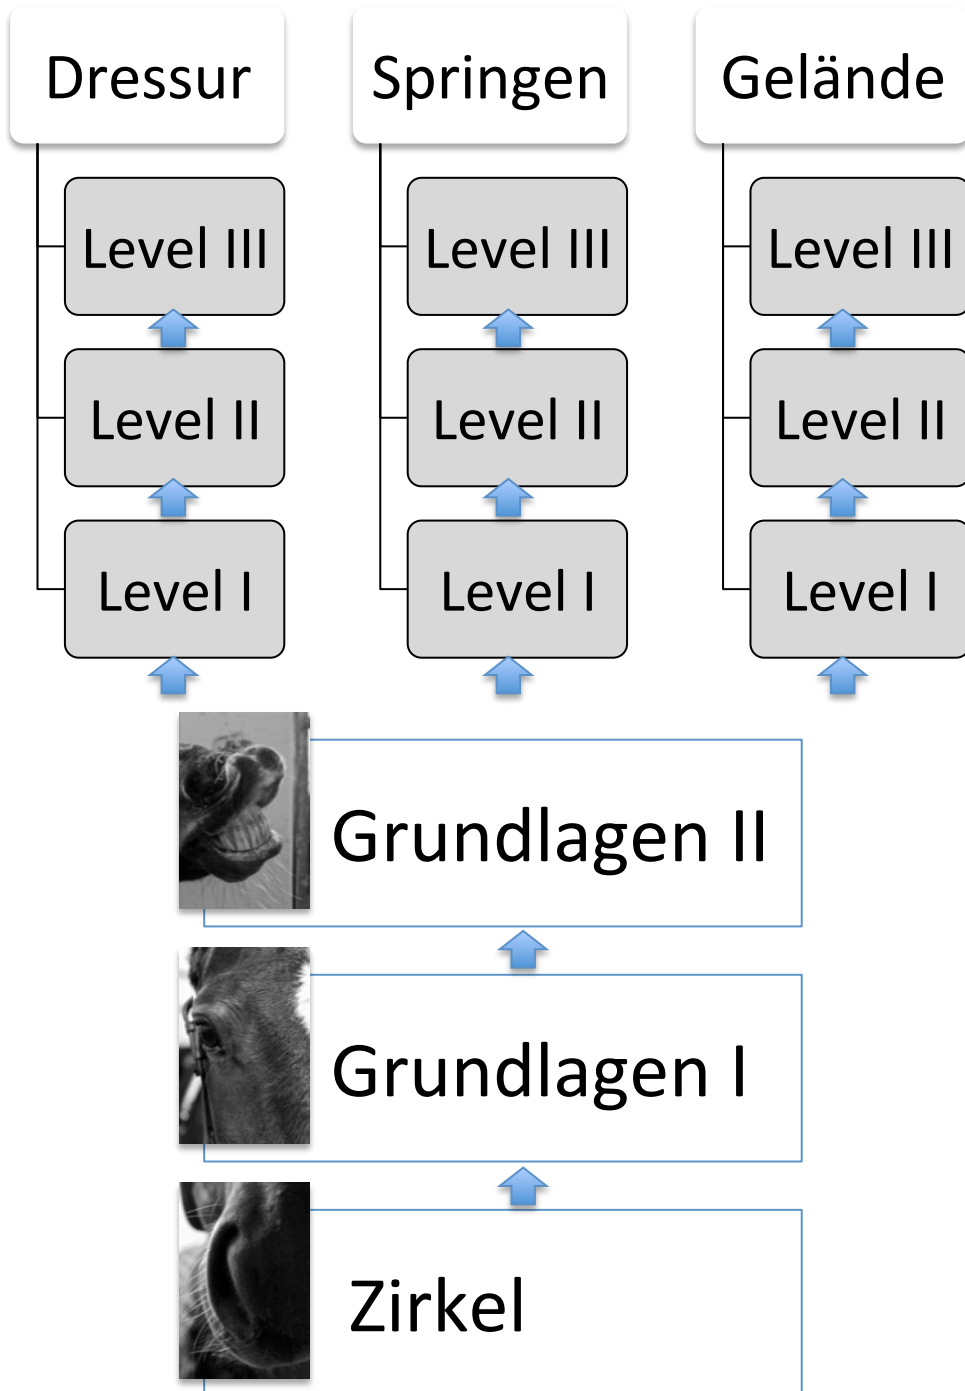 Dressur Springen Gelände
Level III Level III Level III
Level II Level II Level II
Level I Level I Level I
Grundlagen II
Grundlagen I
Zirkel